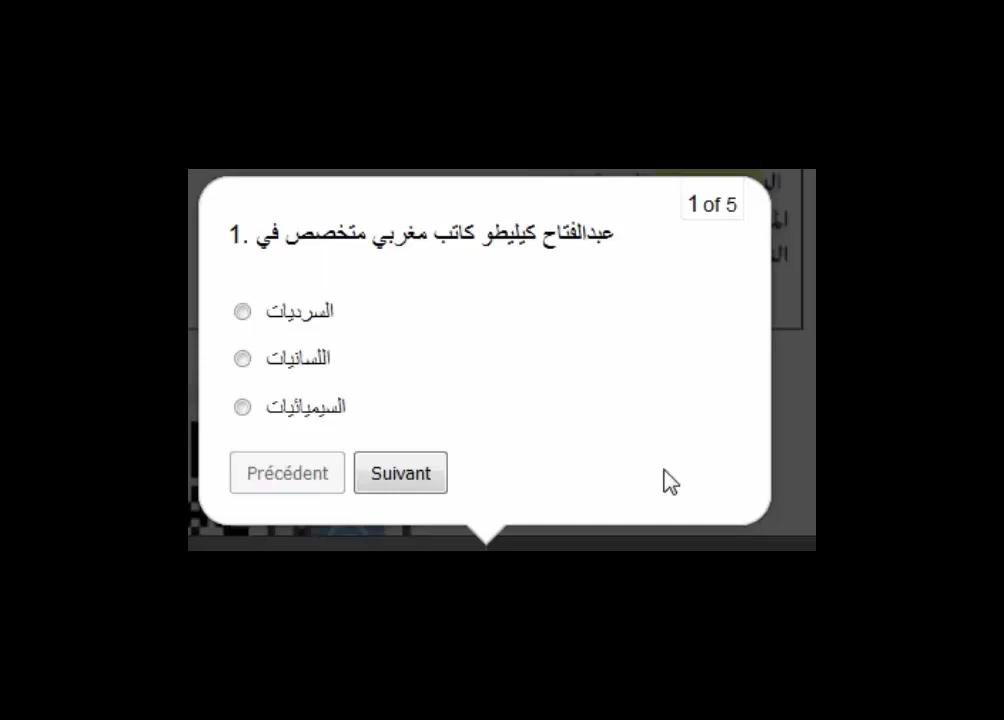 1 of 5
1. عبدالفتاح كيليطو كاتب مغربي متخصص في
السرديات
اللسانيات
السيميائيات
Précédent
Suivant